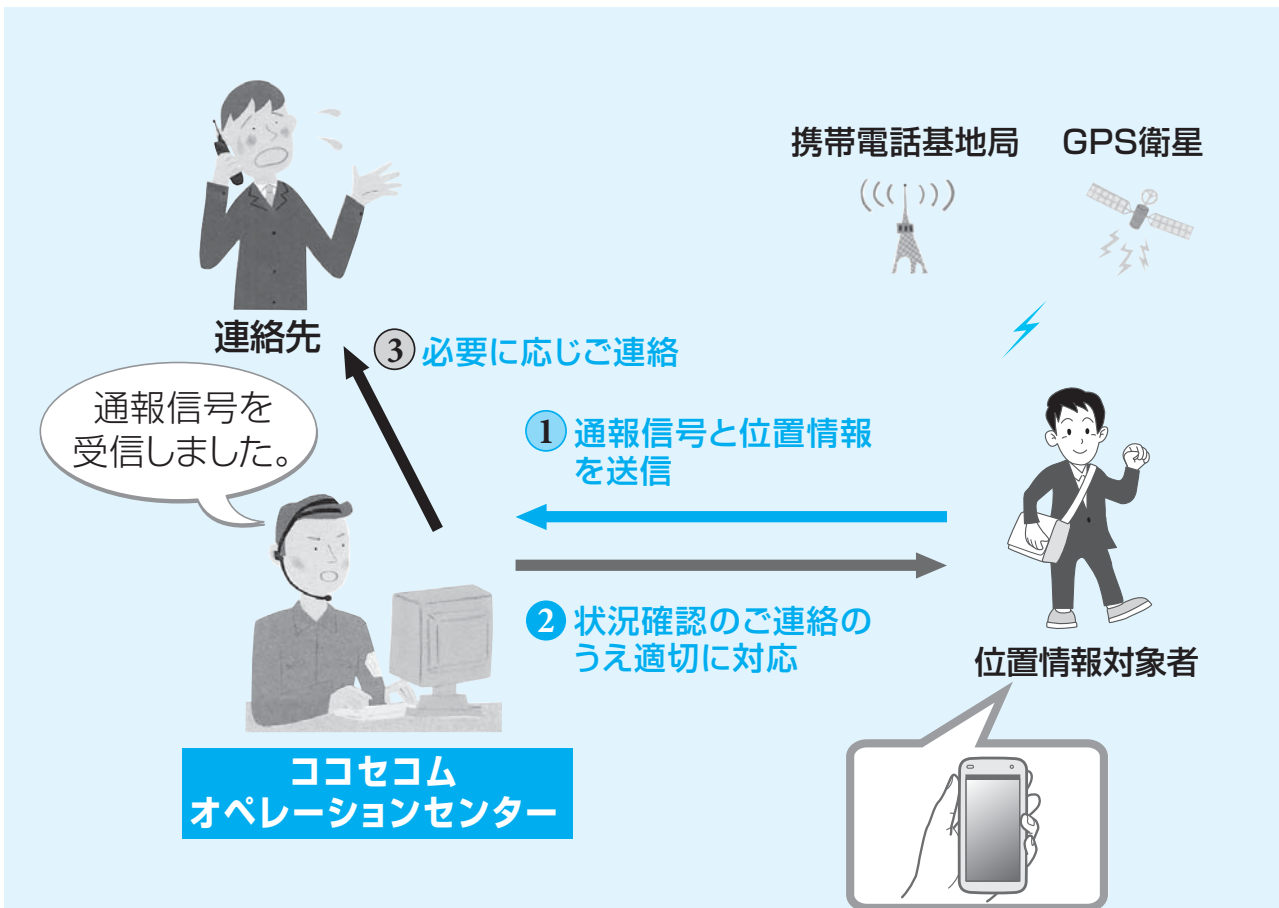 携帯電話基地局
GPS衛星
連絡先
③必要に応じご連絡
通報信号を
受信しました。
①通報信号と位置情報
を送信
❷状況確認のご連絡の
うえ適切に対応
位置情報対象者
ココセコム
オペレーションセンター